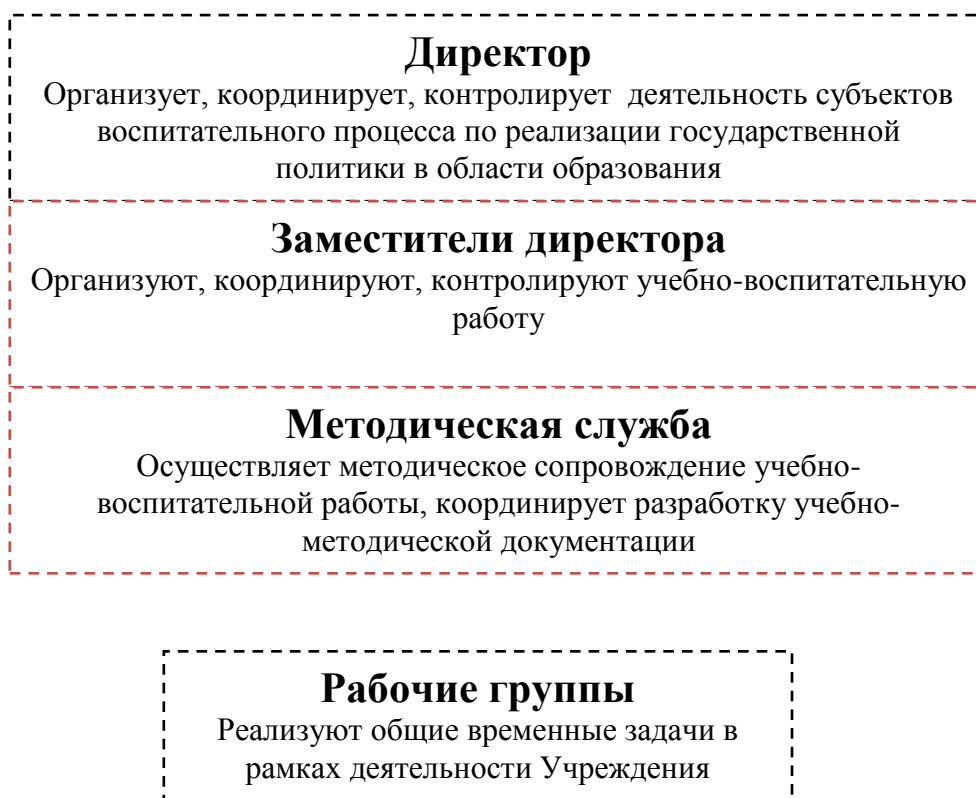 Директор
Организует, координирует, контролирует деятельность субъектов
воспитательного процесса по реализации государственной
политики в области образования
Заместители директора
Организуют, координируют, контролируют учебно-воспитательную
работу
Методическая служба
Осуществляет методическое сопровождение учебно-
воспитательной работы, координирует разработку учебно-
методической документации
Рабочие группы
Реализуют общие временные задачи в
рамках деятельности Учреждения